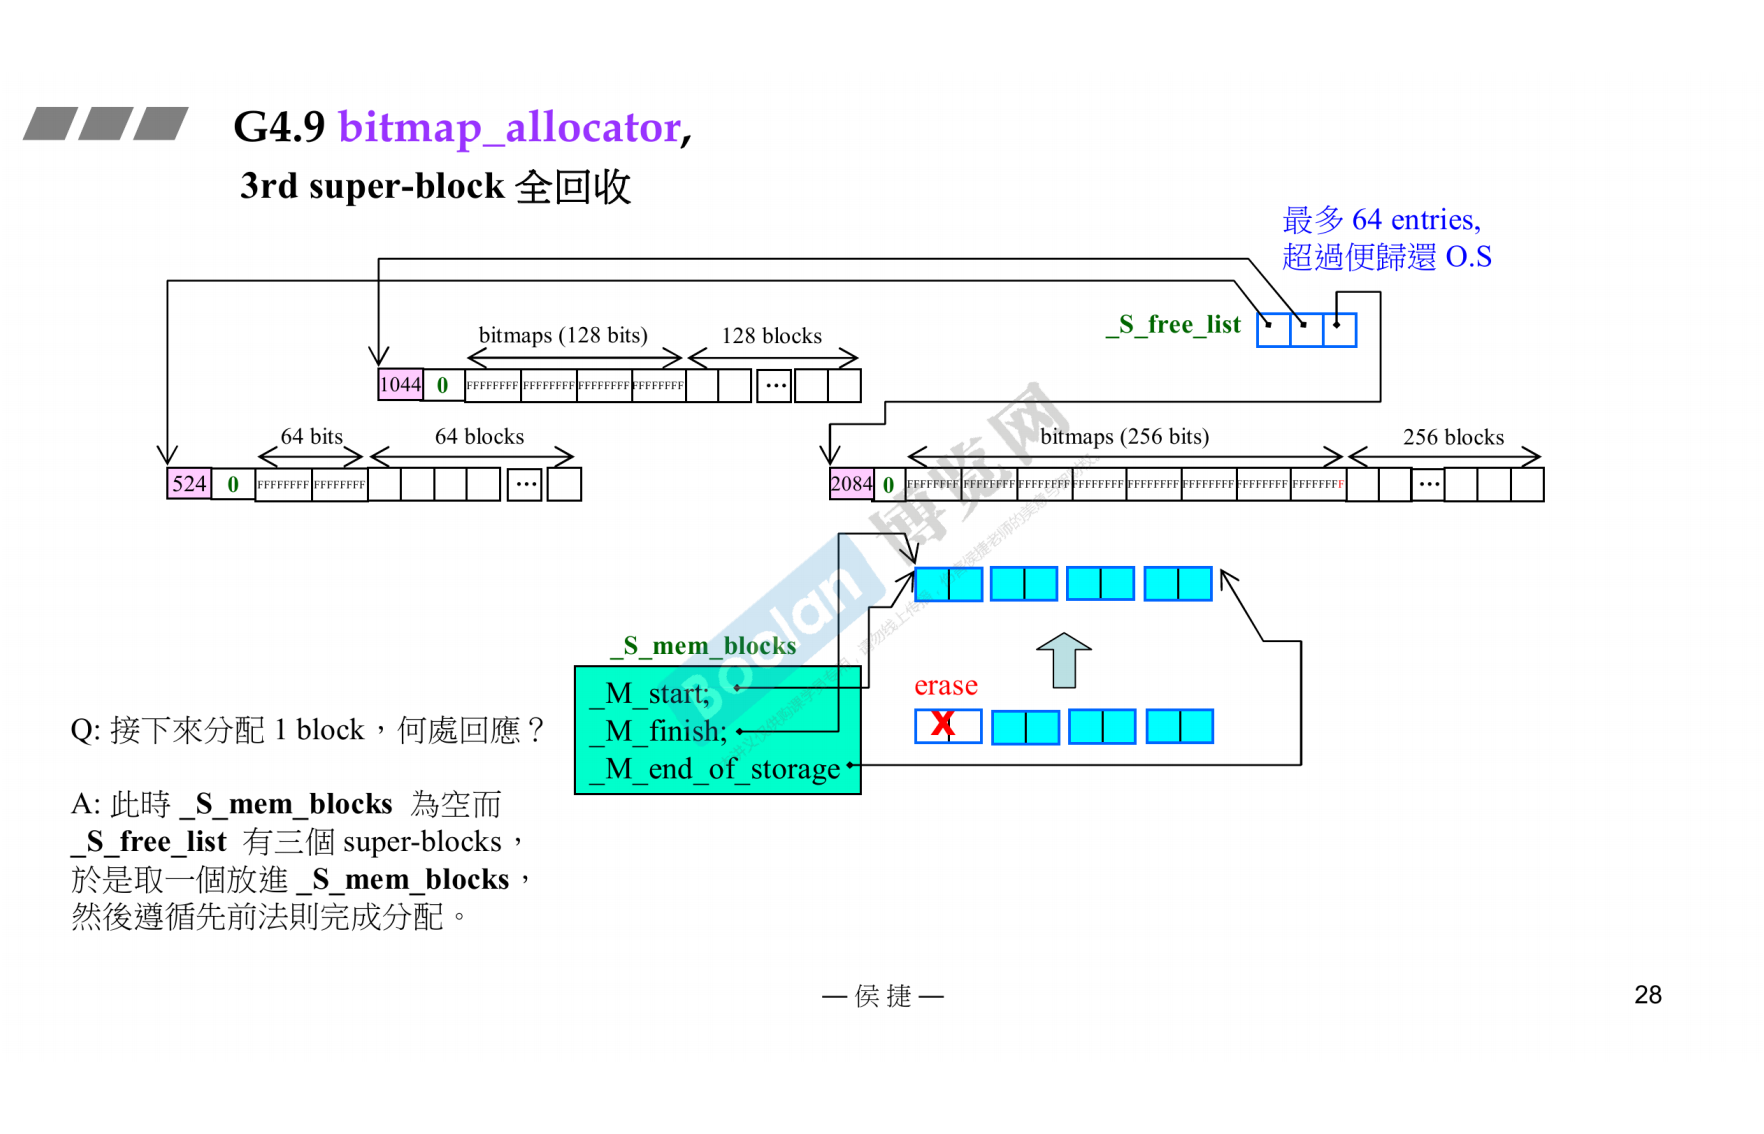 G4.9 bitmap_allocator,
3rd super-block 全回收
最多 64 entries,
超過便歸還 O.S
_S_free_list
bitmaps (128 bits)
128 blocks
1044 0 FFFFFFFF FFFFFFFF FFFFFFFF FFFFFFFF ...
64 bits
64 blocks
bitmaps (256 bits)
256 blocks
524 0 FFFFFFFF FFFFFFFF ...
2084 0 FFFFFFFF FFFFFFFF FFFFFFFF FFFFFFFF FFFFFFFF FFFFFFFF FFFFFFFF FFFFFFFF ...
Boolan 博览网
_S_mem_blocks
_M_start;
_M_finish;
_M_end_of_storage
erase
X
Q: 接下來分配 1 block，何處回應？
A: 此時 _S_mem_blocks 為空而
_S_free_list 有三個 super-blocks，
於是取一個放進 _S_mem_blocks，
然後遵循先前法則完成分配。
— 侯 捷 —
28